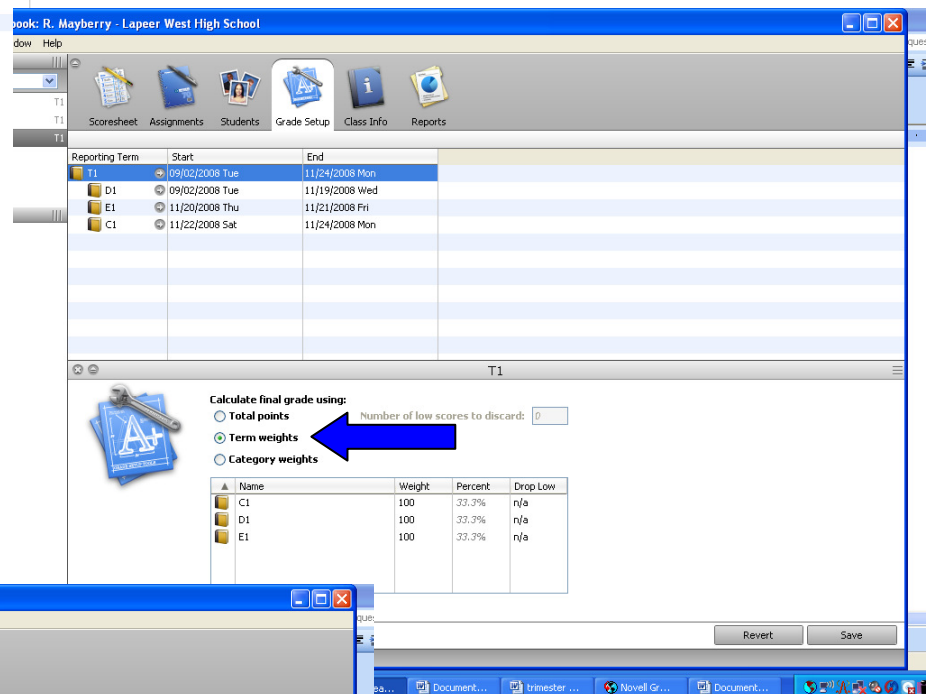 ook: R. Mayberry - Lapeer West High School
dow Help
ques
T1
T1
T1
Scoresheet Assignments Students Grade Setup Class Info Reports
Reporting Term Start End
T1 09/02/2008 Tue 11/24/2008 Mon
D1 09/02/2008 Tue 11/19/2008 Wed
E1 11/20/2008 Thu 11/21/2008 Fri
C1 11/22/2008 Sat 11/24/2008 Mon
T1
Calculate final grade using:
Total points Number of low scores to discard: 0
Term weights
Category weights
Name Weight Percent Drop Low
C1 100 33.3% n/a
D1 100 33.3% n/a
E1 100 33.3% n/a
que
Revert Save
ea... Document... trimester ... Novell Gr... Document...